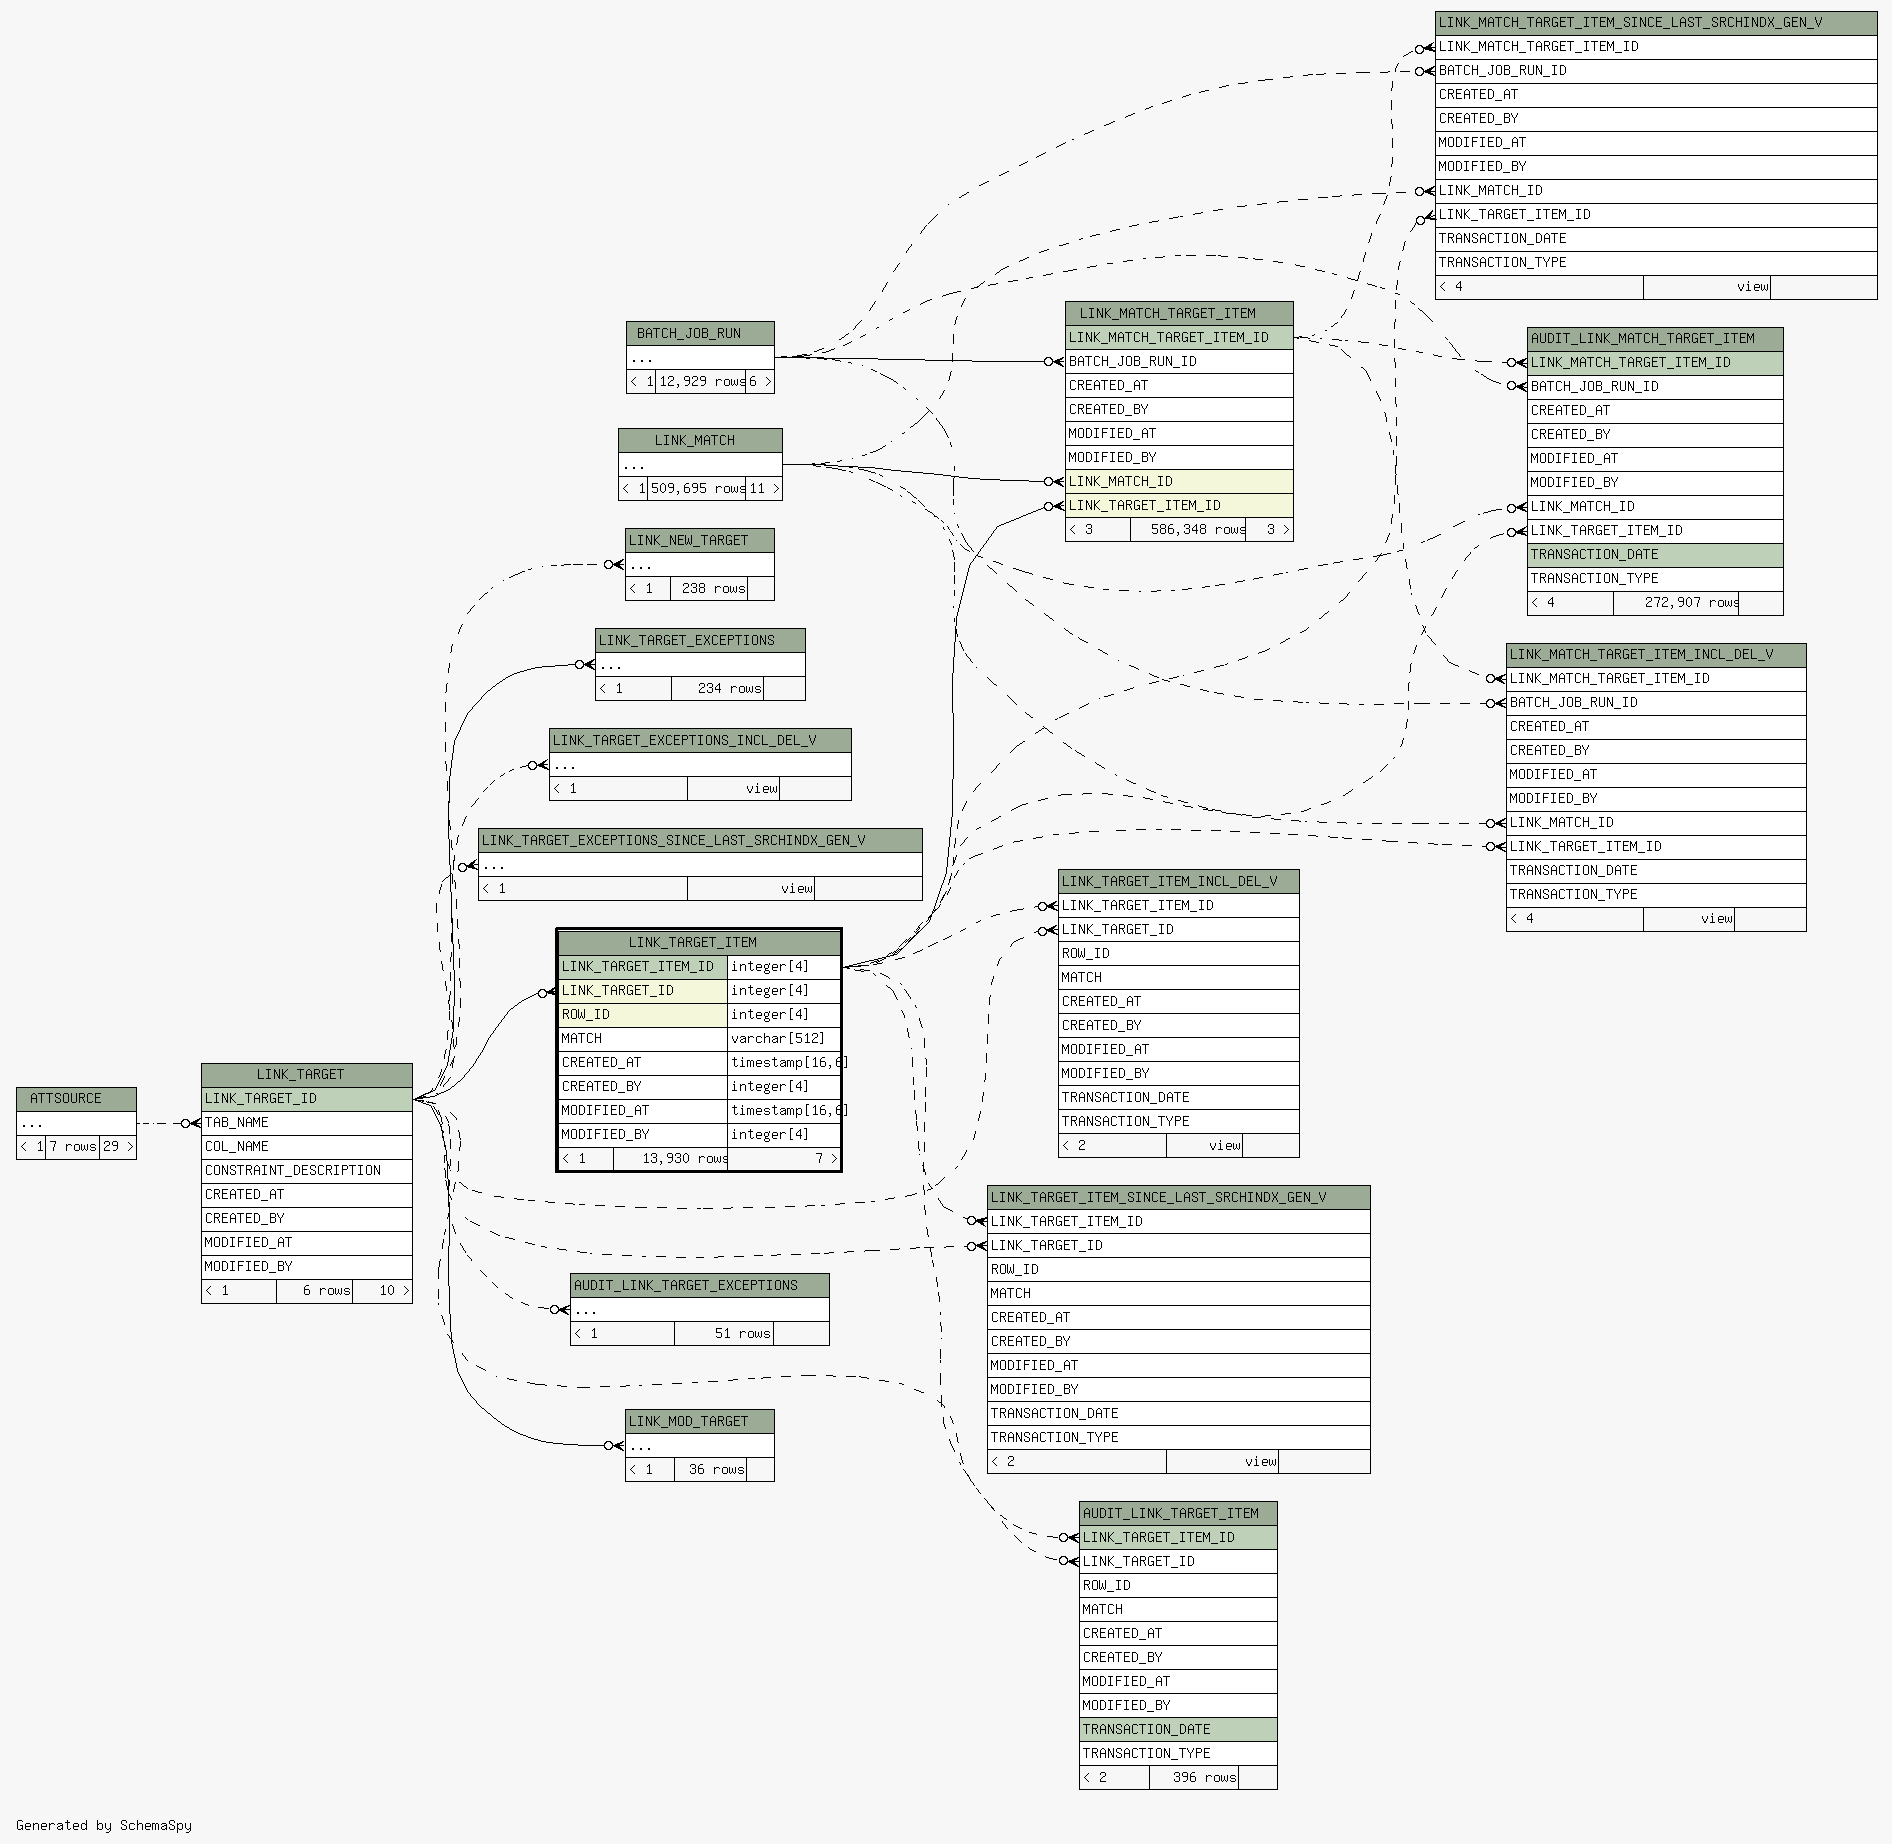 LINK_MATCH_TARGET_ITEM_SINCE_LAST_SRCHINDX_GEN_V
LINK_MATCH_TARGET_ITEM_ID
BATCH_JOB_RUN_ID
CREATED_AT
CREATED_BY
MODIFIED_AT
MODIFIED_BY
LINK_MATCH_ID
LINK_TARGET_ITEM_ID
TRANSACTION_DATE
TRANSACTION_TYPE
< 4 view
BATCH_JOB_RUN
...
< 1 12,929 rows 6 >
LINK_MATCH
...
< 1 509,695 rows 11 >
LINK_NEW_TARGET
...
< 1 238 rows
LINK_TARGET_EXCEPTIONS
...
< 1 234 rows
LINK_TARGET_EXCEPTIONS_INCL_DEL_V
...
< 1 view
LINK_TARGET_EXCEPTIONS_SINCE_LAST_SRCHINDX_GEN_V
...
< 1 view
LINK_MATCH_TARGET_ITEM
LINK_MATCH_TARGET_ITEM_ID
BATCH_JOB_RUN_ID
CREATED_AT
CREATED_BY
MODIFIED_AT
MODIFIED_BY
LINK_MATCH_ID
LINK_TARGET_ITEM_ID
< 3 586,348 rows 3 >
AUDIT_LINK_MATCH_TARGET_ITEM
LINK_MATCH_TARGET_ITEM_ID
BATCH_JOB_RUN_ID
CREATED_AT
CREATED_BY
MODIFIED_AT
MODIFIED_BY
LINK_MATCH_ID
LINK_TARGET_ITEM_ID
TRANSACTION_DATE
TRANSACTION_TYPE
< 4 272,907 rows
LINK_MATCH_TARGET_ITEM_INCL_DEL_V
LINK_MATCH_TARGET_ITEM_ID
BATCH_JOB_RUN_ID
CREATED_AT
CREATED_BY
MODIFIED_AT
MODIFIED_BY
LINK_MATCH_ID
LINK_TARGET_ITEM_ID
TRANSACTION_DATE
TRANSACTION_TYPE
< 4 view
LINK_TARGET_ITEM
LINK_TARGET_ITEM_ID integer[4]
LINK_TARGET_ID integer[4]
ROW_ID integer[4]
MATCH varchar[512]
CREATED_AT timestamp[16,6]
CREATED_BY integer[4]
MODIFIED_AT timestamp[16,6]
MODIFIED_BY integer[4]
< 1 13,930 rows 7 >
LINK_TARGET_ITEM_INCL_DEL_V
LINK_TARGET_ITEM_ID
LINK_TARGET_ID
ROW_ID
MATCH
CREATED_AT
CREATED_BY
MODIFIED_AT
MODIFIED_BY
TRANSACTION_DATE
TRANSACTION_TYPE
< 2 view
ATTSOURCE
...
< 1 7 rows 29 >
LINK_TARGET
LINK_TARGET_ID
TAB_NAME
COL_NAME
CONSTRAINT_DESCRIPTION
CREATED_AT
CREATED_BY
MODIFIED_AT
MODIFIED_BY
< 1 6 rows 10 >
LINK_TARGET_ITEM_SINCE_LAST_SRCHINDX_GEN_V
LINK_TARGET_ITEM_ID
LINK_TARGET_ID
ROW_ID
MATCH
CREATED_AT
CREATED_BY
MODIFIED_AT
MODIFIED_BY
TRANSACTION_DATE
TRANSACTION_TYPE
< 2 view
AUDIT_LINK_TARGET_EXCEPTIONS
...
< 1 51 rows
LINK_MOD_TARGET
...
< 1 36 rows
AUDIT_LINK_TARGET_ITEM
LINK_TARGET_ITEM_ID
LINK_TARGET_ID
ROW_ID
MATCH
CREATED_AT
CREATED_BY
MODIFIED_AT
MODIFIED_BY
TRANSACTION_DATE
TRANSACTION_TYPE
< 2 396 rows
Generated by SchemaSpy